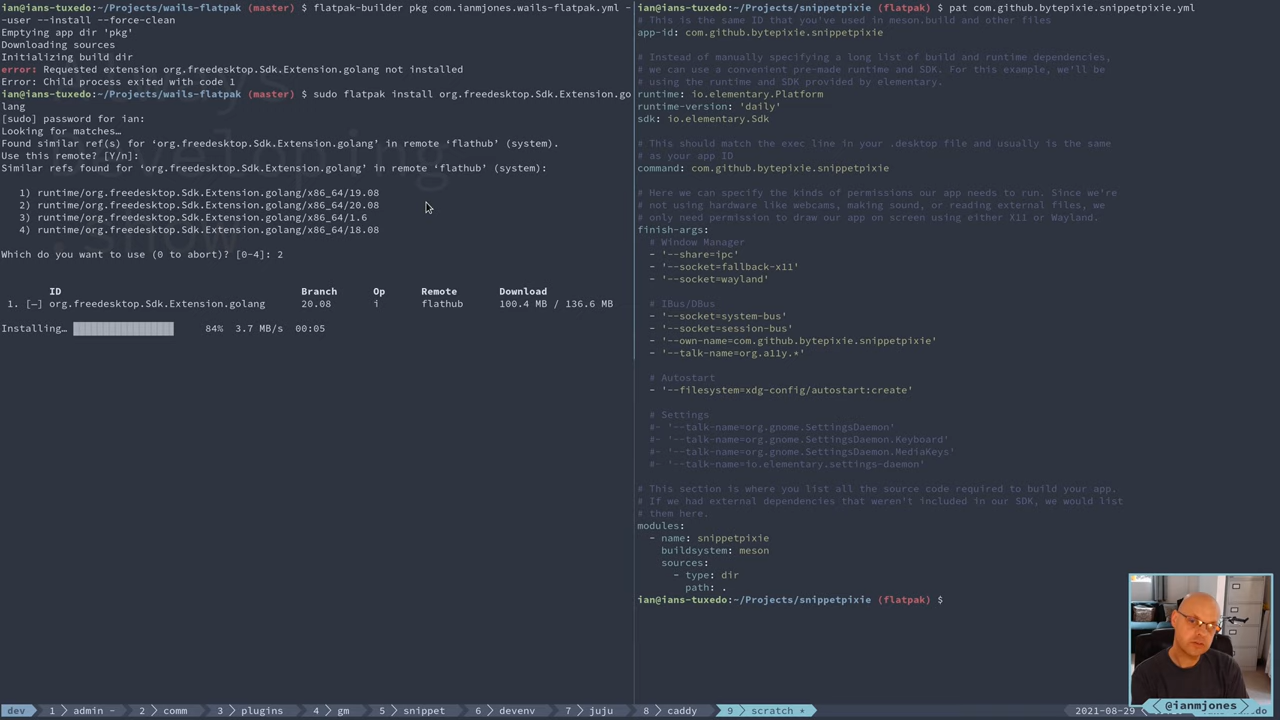 ian@ians-tuxedo:~/Projects/wails-flatpak (master) $ flatpak-builder pkg com.ianmjones.wails-flatpak.yml -
-user --install --force-clean
Emptying app dir 'pkg'
Downloading sources
Initializing build dir
error: Requested extension org.freedesktop.Sdk.Extension.golang not installed
Error: Child process exited with code 1
ian@ians-tuxedo:~/Projects/wails-flatpak (master) $ sudo flatpak install org.freedesktop.Sdk.Extension.go
lang
[sudo] password for ian:
Looking for matches…
Found similar ref(s) for ‘org.freedesktop.Sdk.Extension.golang’ in remote ‘flathub’ (system).
Use this remote? [Y/n]:
Similar refs found for ‘org.freedesktop.Sdk.Extension.golang’ in remote ‘flathub’ (system):
1) runtime/org.freedesktop.Sdk.Extension.golang/x86_64/19.08
2) runtime/org.freedesktop.Sdk.Extension.golang/x86_64/20.08
3) runtime/org.freedesktop.Sdk.Extension.golang/x86_64/1.6
4) runtime/org.freedesktop.Sdk.Extension.golang/x86_64/18.08
Which do you want to use (0 to abort)? [0-4]: 2
ID Branch Op Remote Download
1. [—] org.freedesktop.Sdk.Extension.golang 20.08 i flathub 100.4 MB / 136.6 MB
Installing… 84% 3.7 MB/s 00:05
ian@ians-tuxedo:~/Projects/snippetpixie (flatpak) $ pat com.github.bytepixie.snippetpixie.yml
# This is the same ID that you've used in meson.build and other files
app-id: com.github.bytepixie.snippetpixie
# Instead of manually specifying a long list of build and runtime dependencies,
# we can use a convenient pre-made runtime and SDK. For this example, we'll be
# using the runtime and SDK provided by elementary.
runtime: io.elementary.Platform
runtime-version: 'daily'
sdk: io.elementary.Sdk
# This should match the exec line in your .desktop file and usually is the same
# as your app ID
command: com.github.bytepixie.snippetpixie
# Here we can specify the kinds of permissions our app needs to run. Since we're
# not using hardware like webcams, making sound, or reading external files, we
# only need permission to draw our app on screen using either X11 or Wayland.
finish-args:
# Window Manager
- '--share=ipc'
- '--socket=fallback-x11'
- '--socket=wayland'
# IBus/DBus
- '--socket=system-bus'
- '--socket=session-bus'
- '--own-name=com.github.bytepixie.snippetpixie'
- '--talk-name=org.a11y.*'
# Autostart
- '--filesystem=xdg-config/autostart:create'
# Settings
#- '--talk-name=org.gnome.SettingsDaemon'
#- '--talk-name=org.gnome.SettingsDaemon.Keyboard'
#- '--talk-name=org.gnome.SettingsDaemon.MediaKeys'
#- '--talk-name=io.elementary.settings-daemon'
# This section is where you list all the source code required to build your app.
# If we had external dependencies that weren't included in our SDK, we would list
# them here.
modules:
- name: snippetpixie
buildsystem: meson
sources:
- type: dir
path: .
ian@ians-tuxedo:~/Projects/snippetpixie (flatpak) $
dev 1 admin - 2 comm 3 plugins 4 gm 5 snippet 6 devenv 7 juju 8 caddy 9 scratch * 2021-08-29
@ianmjones